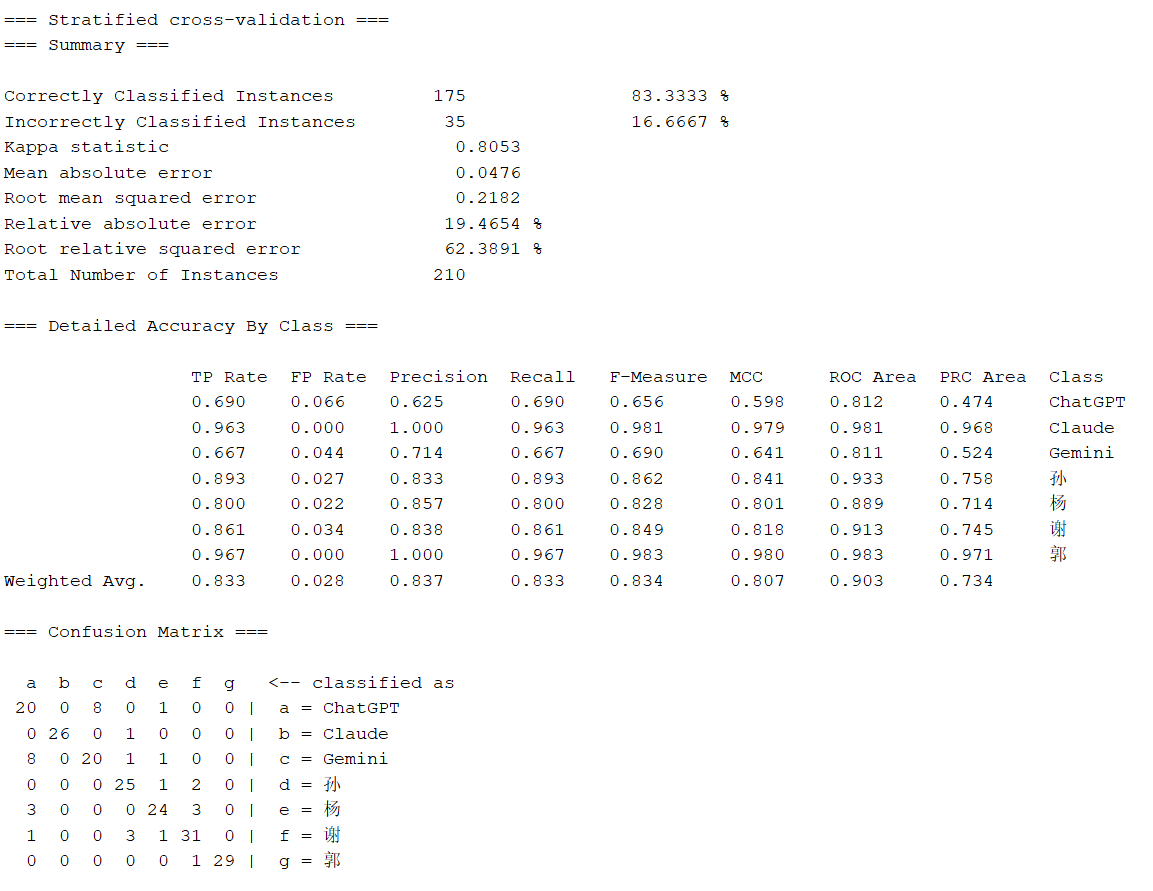 === Stratified cross-validation ===
=== Summary ===
Correctly Classified Instances         175               83.3333 %
Incorrectly Classified Instances        35               16.6667 %
Kappa statistic                          0.8053
Mean absolute error                      0.0476
Root mean squared error                  0.2182
Relative absolute error                 19.4654 %
Root relative squared error             62.3891 %
Total Number of Instances              210
=== Detailed Accuracy By Class ===
                 TP Rate  FP Rate  Precision  Recall   F-Measure  MCC      ROC Area  PRC Area  Class
                 0.690    0.066    0.625      0.690    0.656      0.598    0.812     0.474     ChatGPT
                 0.963    0.000    1.000      0.963    0.981      0.979    0.981     0.968     Claude
                 0.667    0.044    0.714      0.667    0.690      0.641    0.811     0.524     Gemini
                 0.893    0.027    0.833      0.893    0.862      0.841    0.933     0.758     孙
                 0.800    0.022    0.857      0.800    0.828      0.801    0.889     0.714     杨
                 0.861    0.034    0.838      0.861    0.849      0.818    0.913     0.745     谢
                 0.967    0.000    1.000      0.967    0.983      0.980    0.983     0.971     郭
Weighted Avg.    0.833    0.028    0.837      0.833    0.834      0.807    0.903     0.734
=== Confusion Matrix ===
  a  b  c  d  e  f  g   <-- classified as
 20  0  8  0  1  0  0 |  a = ChatGPT
  0 26  0  1  0  0  0 |  b = Claude
  8  0 20  1  1  0  0 |  c = Gemini
  0  0  0 25  1  2  0 |  d = 孙
  3  0  0  0 24  3  0 |  e = 杨
  1  0  0  3  1 31  0 |  f = 谢
  0  0  0  0  0  1 29 |  g = 郭